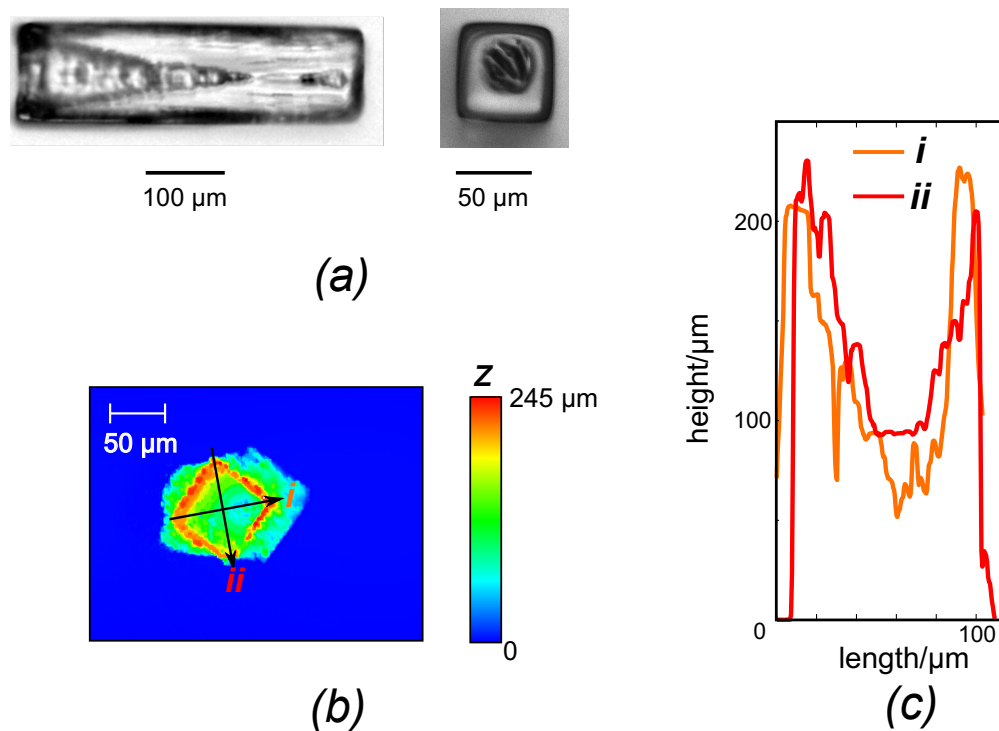 100 µm
50 µm
(a)
i
ii
200
100
0
100
height/µm
length/µm
(c)
50 µm
i
ii
z
245 µm
0
(b)